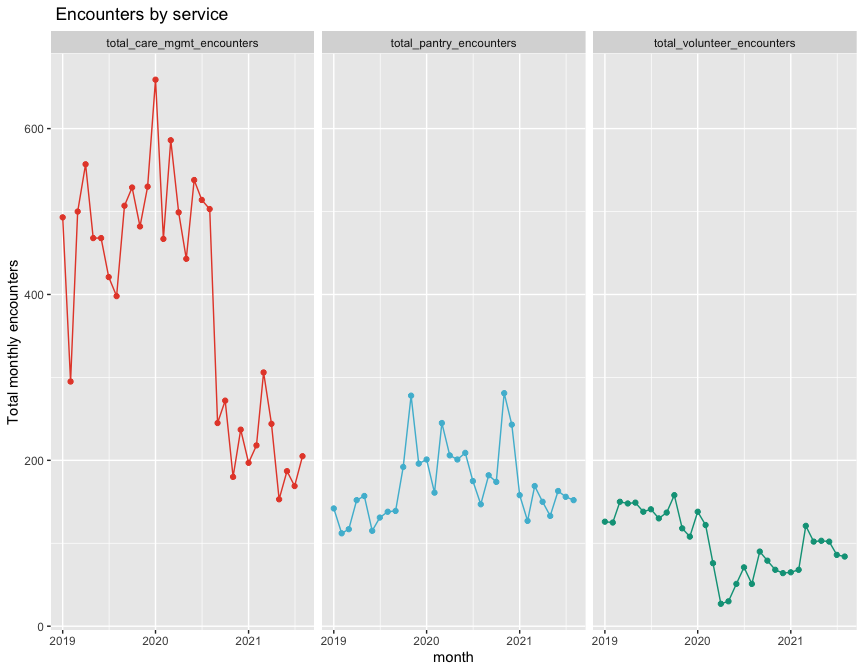 Encounters by service
total_care_mgmt_encounters
total_pantry_encounters
total_volunteer_encounters
Total monthly encounters
600
400
200
0
2019
2020
2021
2019
2020
2021
2019
2020
2021
month